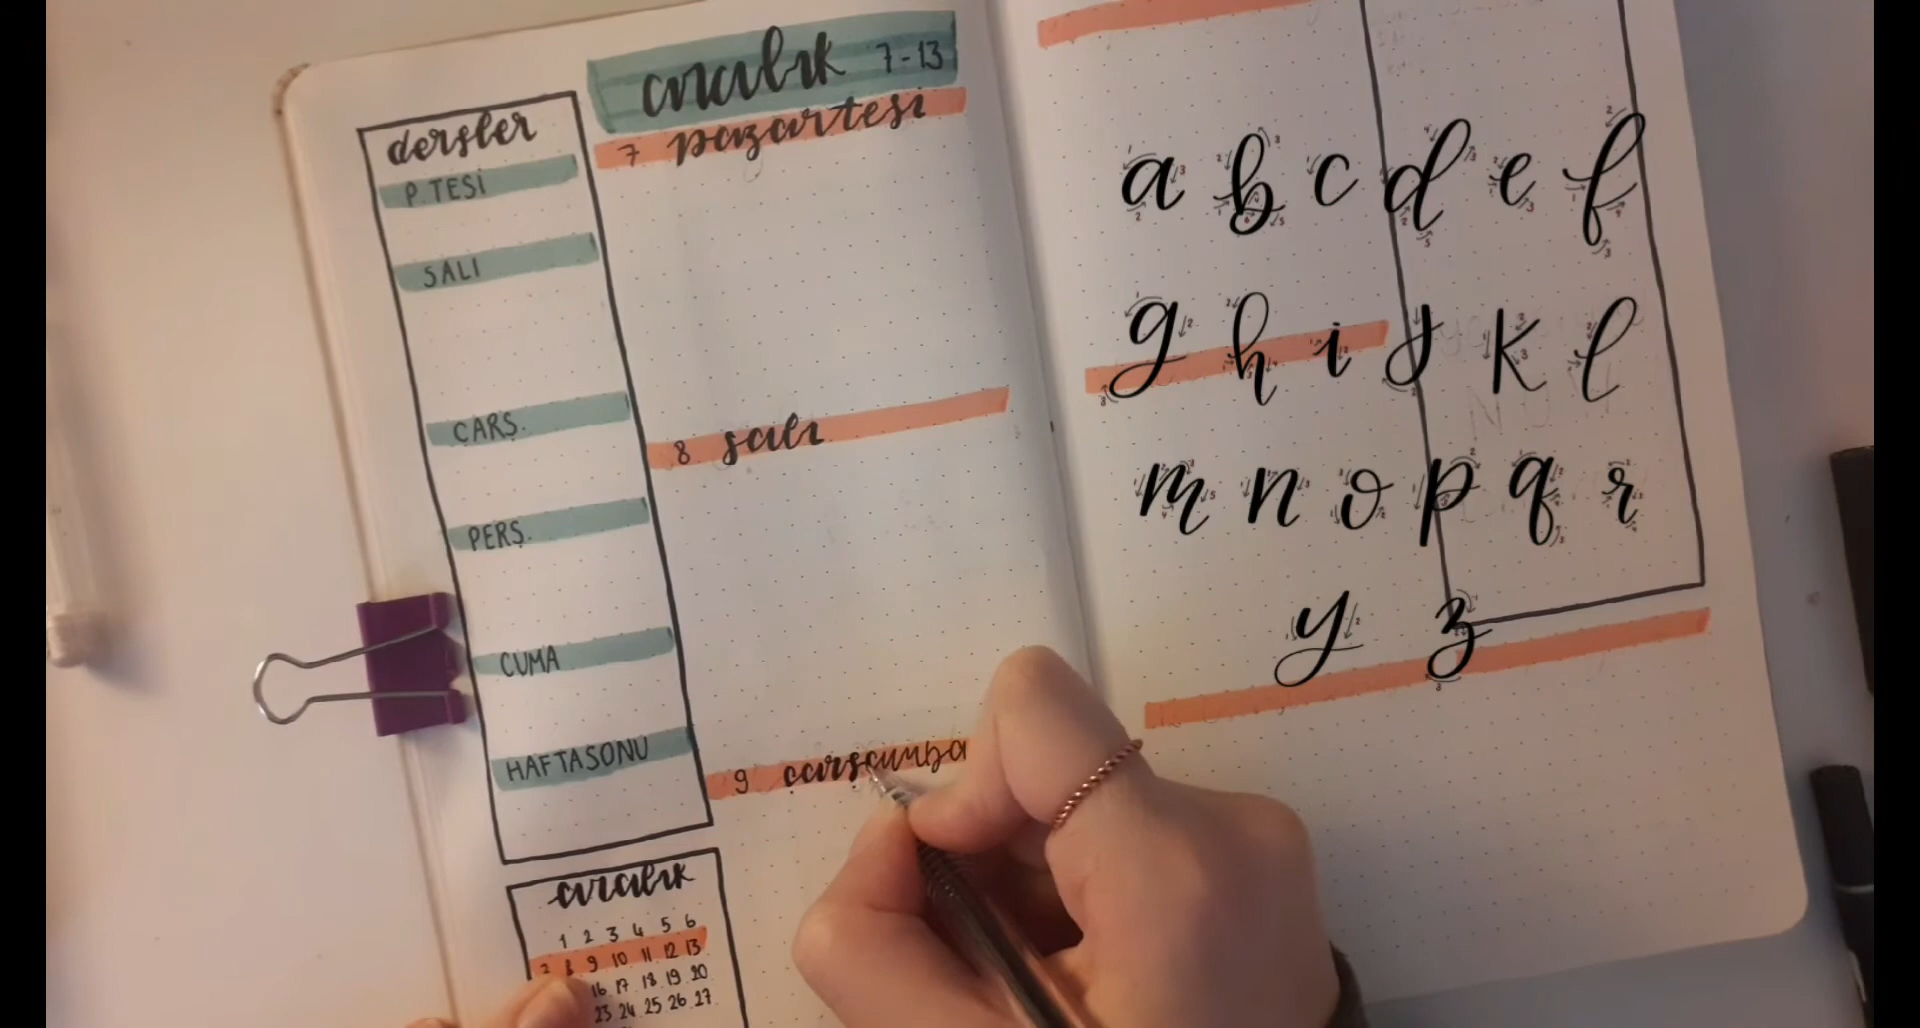 dersler
P.TESİ
SALI
ÇARŞ.
PERŞ.
CUMA
HAFTASONU
aralık
1 2 3 4 5 6
7 8 9 10 11 12 13
16 17 18 19 20
23 24 25 26 27
aralık 7-13
7 pazartesi
8 salı
9 çarşamba
a b c d e f
g h i j k l
m n o p q r
y z